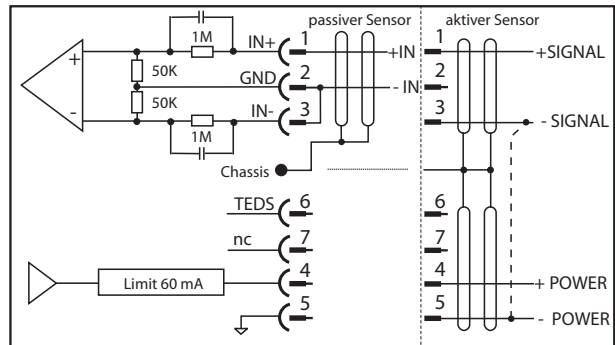 passiver Sensor
aktiver Sensor
1M
IN+
1
+IN
1
+SIGNAL
+
50K
GND
2
- IN
2
50K
-
IN-
3
3
- SIGNAL
1M
Chassis
TEDS
6
6
nc
7
7
Limit 60 mA
4
4
+ POWER
5
5
- POWER